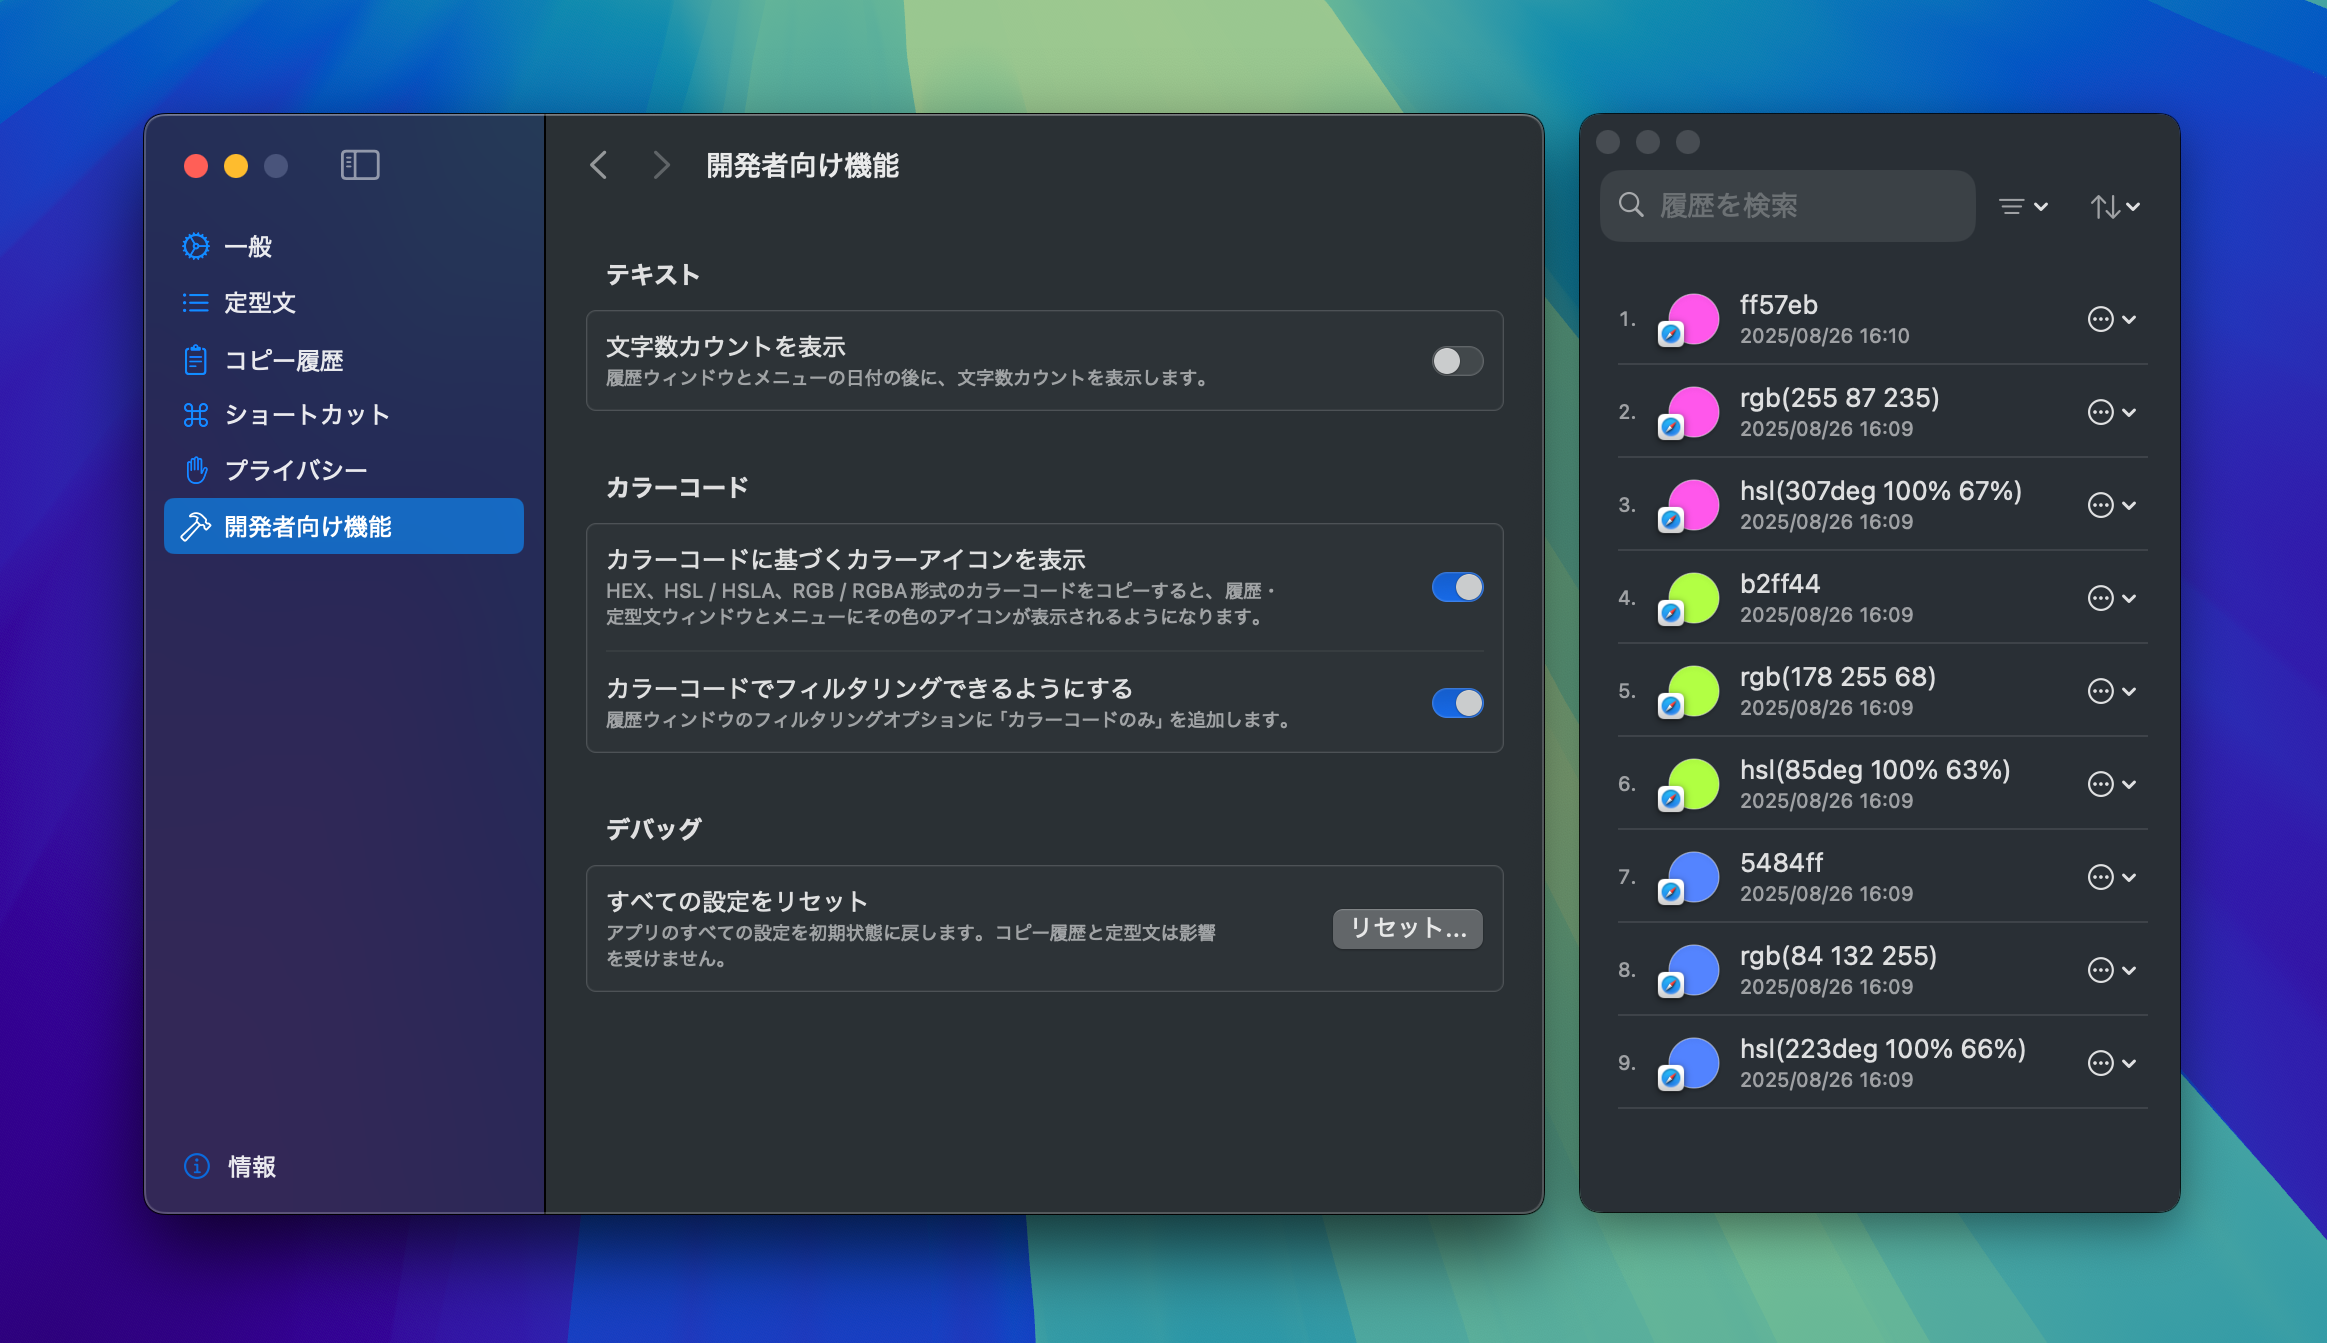 一般
定型文
コピー履歴
ショートカット
プライバシー
開発者向け機能
情報
開発者向け機能
テキスト
文字数カウントを表示
履歴ウィンドウとメニューの日付の後に、文字数カウントを表示します。
カラーコード
カラーコードに基づくカラーアイコンを表示
HEX、HSL / HSLA、RGB / RGBA 形式のカラーコードをコピーすると、履歴・
定型文ウィンドウとメニューにその色のアイコンが表示されるようになります。
カラーコードでフィルタリングできるようにする
履歴ウィンドウのフィルタリングオプションに「カラーコードのみ」を追加します。
デバッグ
すべての設定をリセット
アプリのすべての設定を初期状態に戻します。コピー履歴と定型文は影響
を受けません。
リセット...
履歴を検索
1.
ff57eb
2025/08/26 16:10
2.
rgb(255 87 235)
2025/08/26 16:09
3.
hsl(307deg 100% 67%)
2025/08/26 16:09
4.
b2ff44
2025/08/26 16:09
5.
rgb(178 255 68)
2025/08/26 16:09
6.
hsl(85deg 100% 63%)
2025/08/26 16:09
7.
5484ff
2025/08/26 16:09
8.
rgb(84 132 255)
2025/08/26 16:09
9.
hsl(223deg 100% 66%)
2025/08/26 16:09